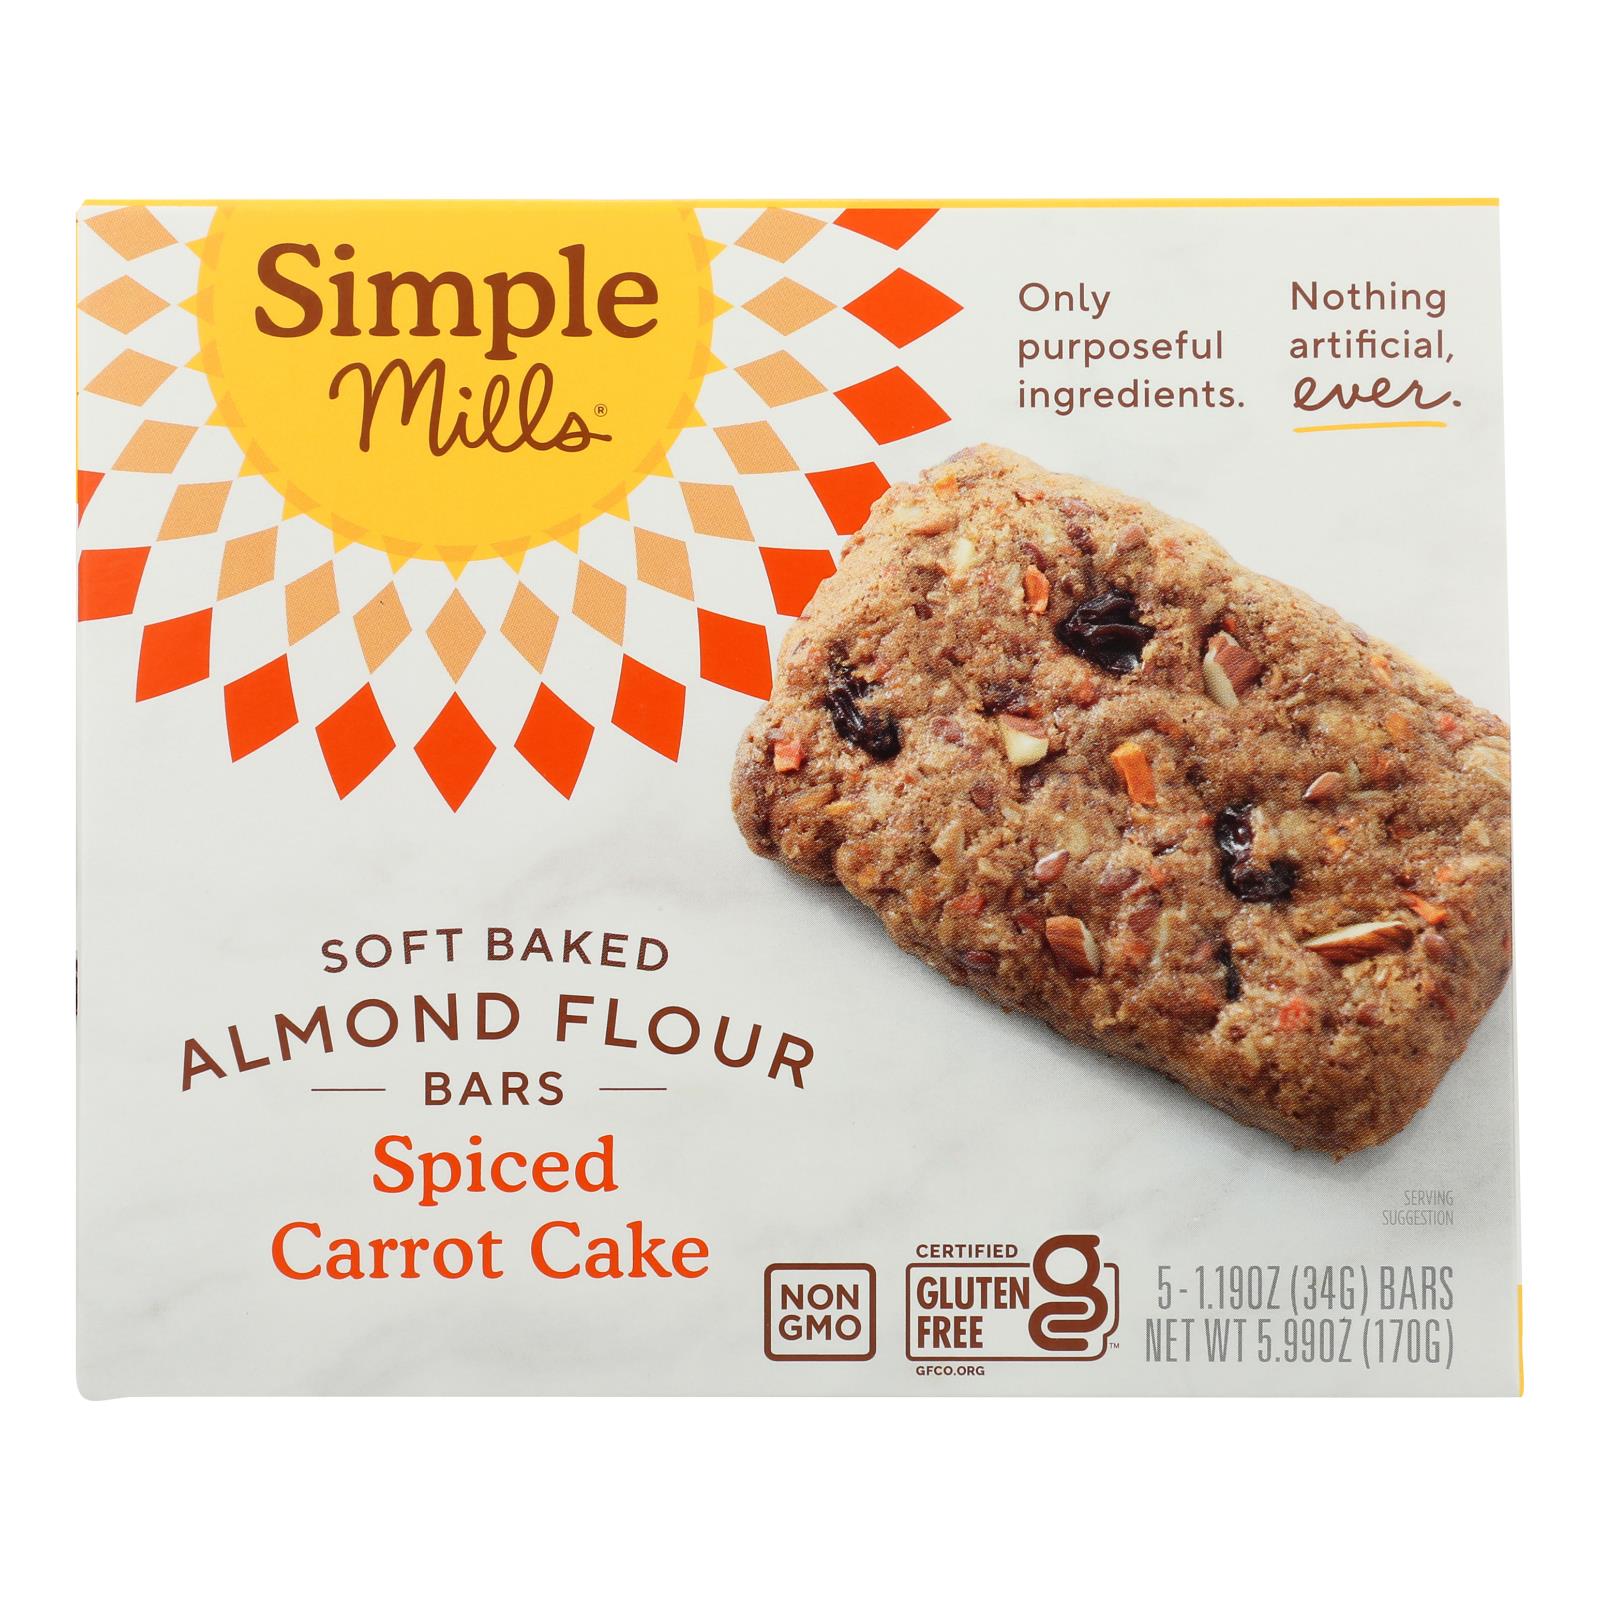 Simple
Mills®
Only
purposeful
ingredients.
Nothing
artificial,
ever.
SOFT BAKED
ALMOND FLOUR
BARS
Spiced
Carrot Cake
SERVING
SUGGESTION
NON
GMO
CERTIFIED
GLUTEN
FREE
g
™
GFCO.ORG
5-1.19OZ (34G) BARS
NET WT 5.99OZ (170G)